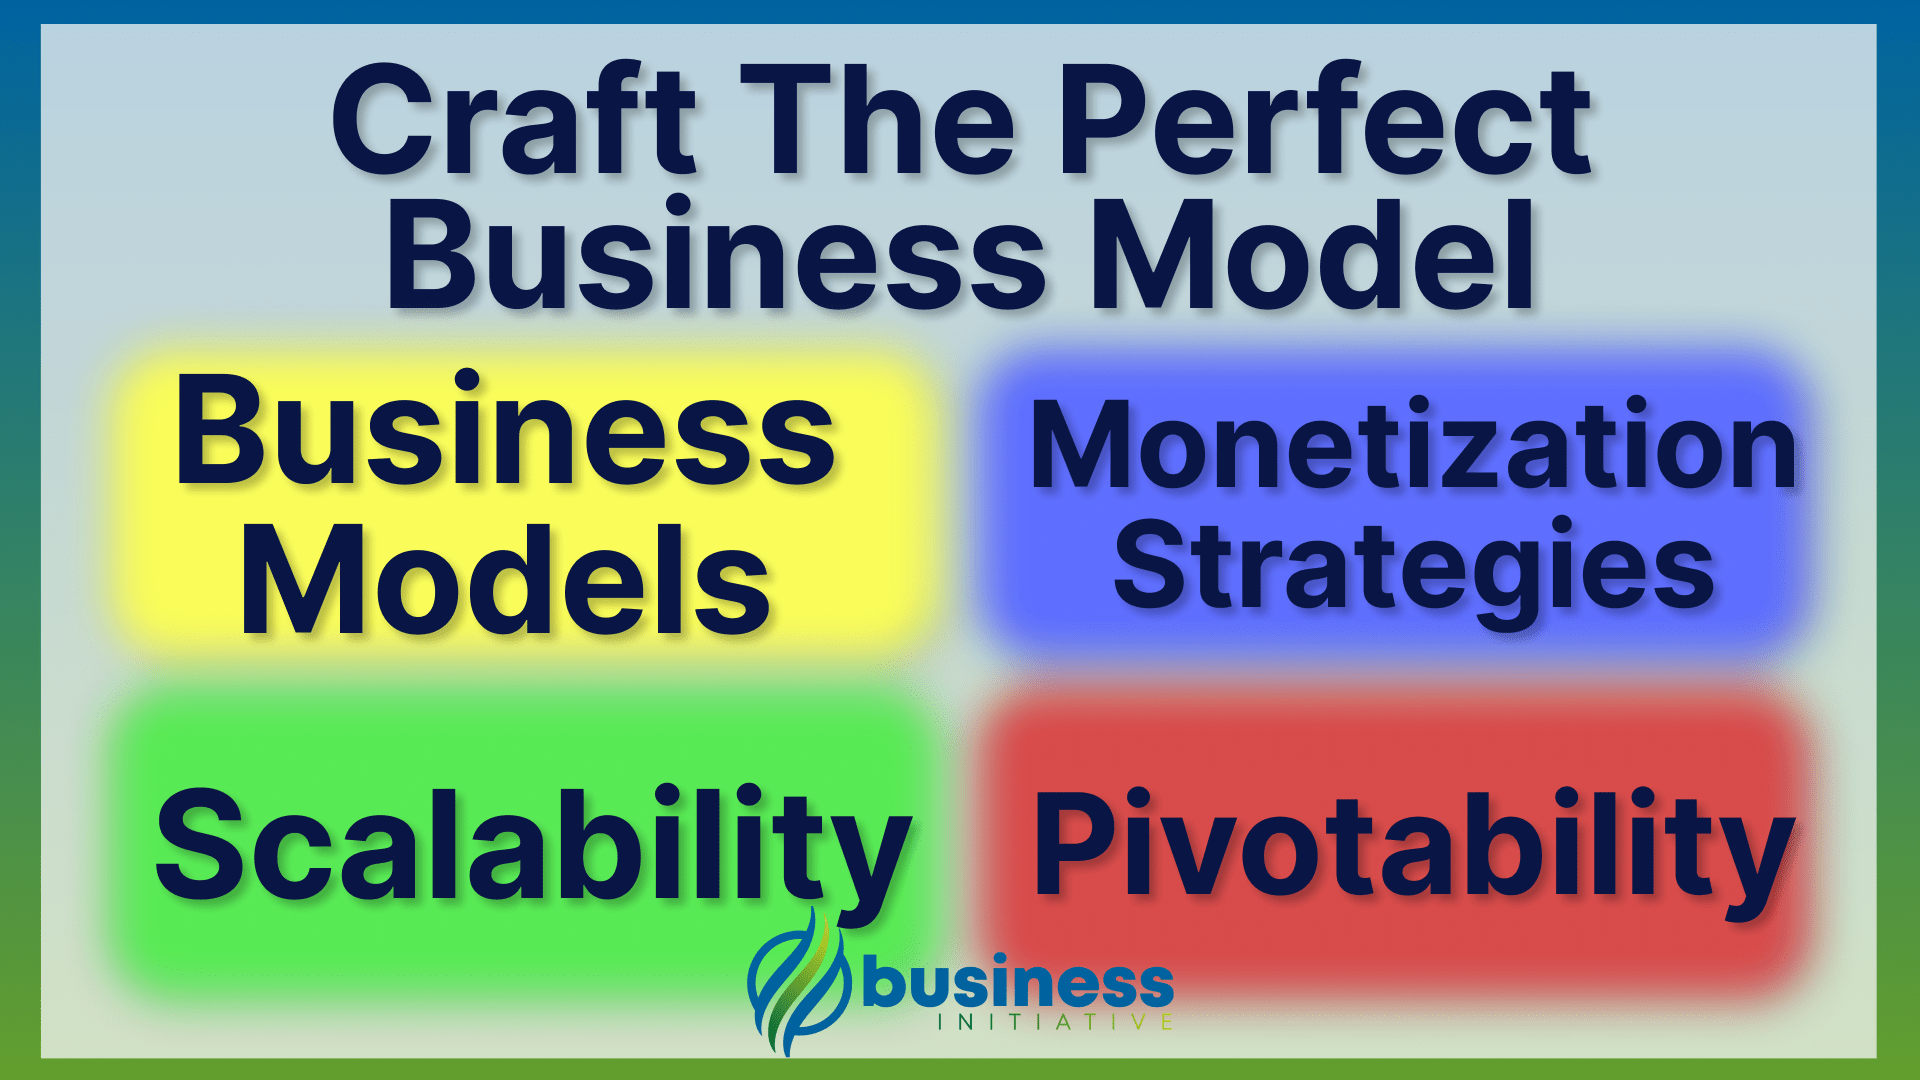 Craft The Perfect
Business Model
Business
Models
Monetization
Strategies
Scalability
Pivotability
business
INITIATIVE